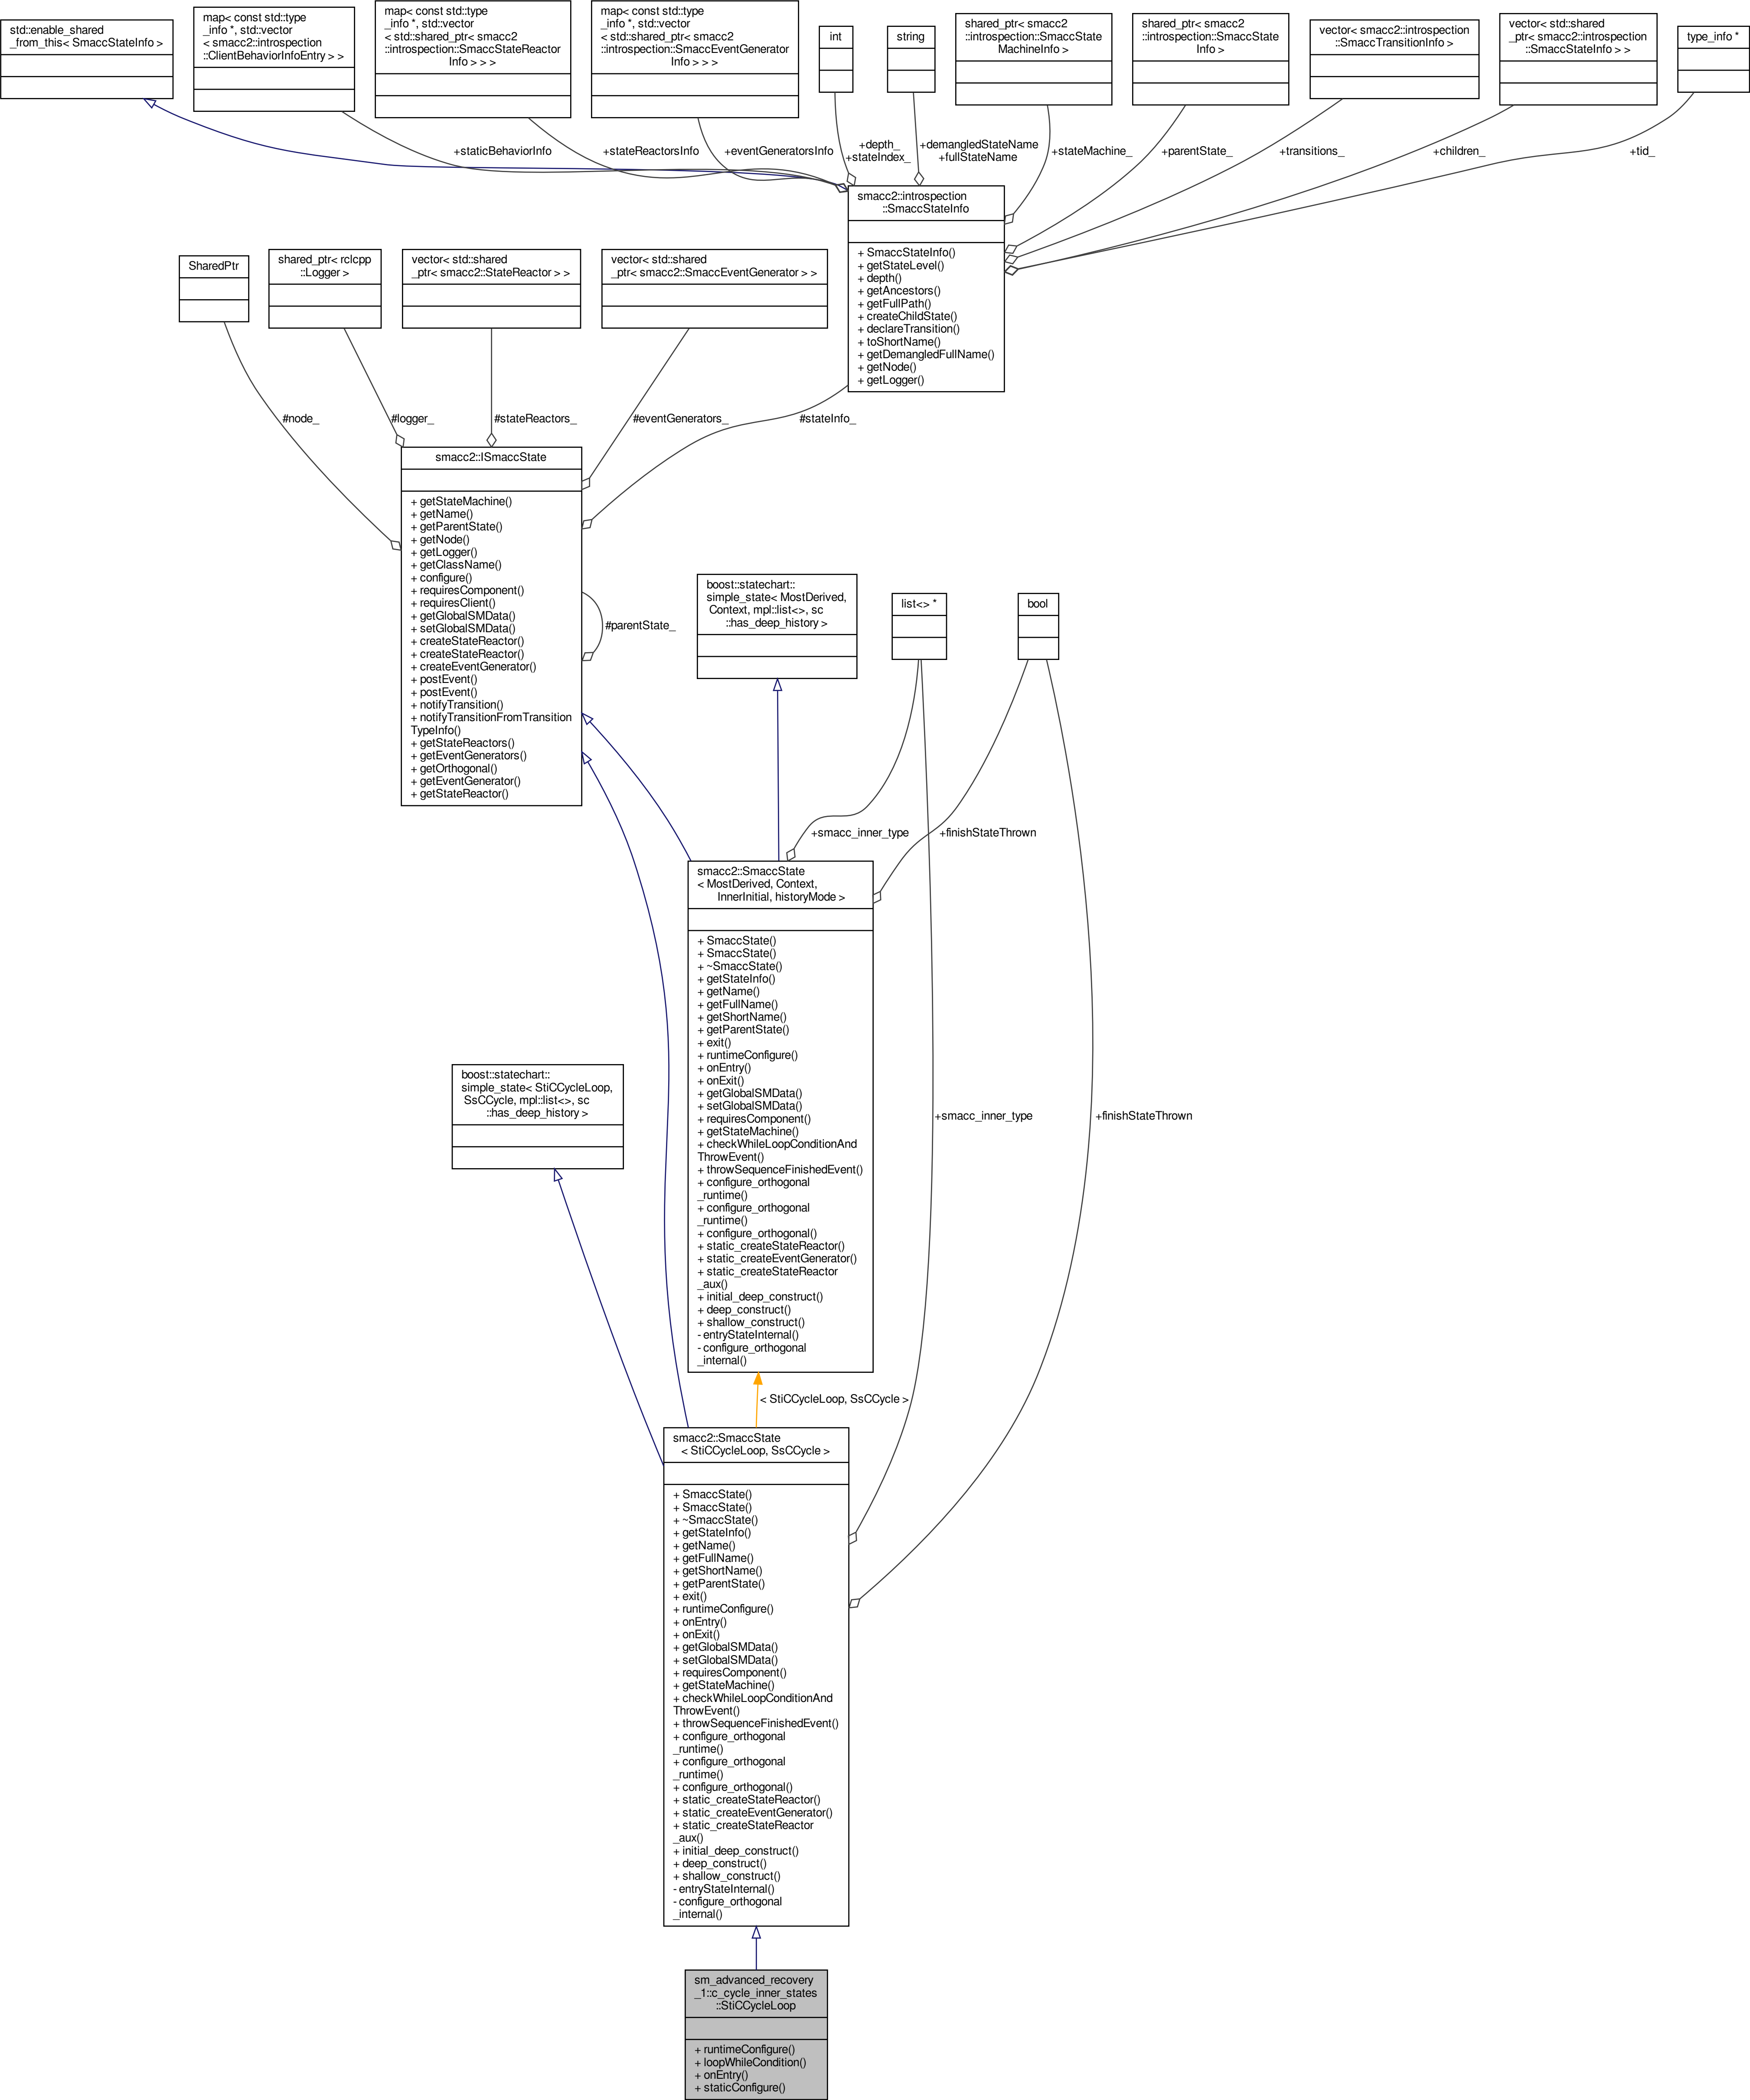 std::enable_shared
_from_this< SmaccStateInfo >
map< const std::type
_info *, std::vector
< smacc2::introspection
::ClientBehaviorInfoEntry > >
map< const std::type
_info *, std::vector
< std::shared_ptr< smacc2
::introspection::SmaccStateReactor
Info > > >
map< const std::type
_info *, std::vector
< std::shared_ptr< smacc2
::introspection::SmaccEventGenerator
Info > > >
int
string
shared_ptr< smacc2
::introspection::SmaccState
MachineInfo >
shared_ptr< smacc2
::introspection::SmaccState
Info >
vector< smacc2::introspection
::SmaccTransitionInfo >
vector< std::shared
_ptr< smacc2::introspection
::SmaccStateInfo > >
type_info *
+staticBehaviorInfo
+stateReactorsInfo
+eventGeneratorsInfo
+depth_
+stateIndex_
+demangledStateName
+fullStateName
+stateMachine_
+parentState_
+transitions_
+children_
+tid_
smacc2::introspection
::SmaccStateInfo
+ SmaccStateInfo()
+ getStateLevel()
+ depth()
+ getAncestors()
+ getFullPath()
+ createChildState()
+ declareTransition()
+ toShortName()
+ getDemangledFullName()
+ getNode()
+ getLogger()
SharedPtr
shared_ptr< rclcpp
::Logger >
vector< std::shared
_ptr< smacc2::StateReactor > >
vector< std::shared
_ptr< smacc2::SmaccEventGenerator > >
#node_
#logger_
#stateReactors_
#eventGenerators_
#stateInfo_
smacc2::ISmaccState
+ getStateMachine()
+ getName()
+ getParentState()
+ getNode()
+ getLogger()
+ getClassName()
+ configure()
+ requiresComponent()
+ requiresClient()
+ getGlobalSMData()
+ setGlobalSMData()
+ createStateReactor()
+ createStateReactor()
+ createEventGenerator()
+ postEvent()
+ postEvent()
+ notifyTransition()
+ notifyTransitionFromTransition
TypeInfo()
+ getStateReactors()
+ getEventGenerators()
+ getOrthogonal()
+ getEventGenerator()
+ getStateReactor()
#parentState_
boost::statechart::
simple_state< MostDerived,
Context, mpl::list<>, sc
::has_deep_history >
list<> *
bool
+smacc_inner_type
+finishStateThrown
smacc2::SmaccState
< MostDerived, Context,
InnerInitial, historyMode >
+ SmaccState()
+ SmaccState()
+ ~SmaccState()
+ getStateInfo()
+ getName()
+ getFullName()
+ getShortName()
+ getParentState()
+ exit()
+ runtimeConfigure()
+ onEntry()
+ onExit()
+ getGlobalSMData()
+ setGlobalSMData()
+ requiresComponent()
+ getStateMachine()
+ checkWhileLoopConditionAnd
ThrowEvent()
+ throwSequenceFinishedEvent()
+ configure_orthogonal
_runtime()
+ configure_orthogonal
_runtime()
+ configure_orthogonal()
+ static_createStateReactor()
+ static_createEventGenerator()
+ static_createStateReactor
_aux()
+ initial_deep_construct()
+ deep_construct()
+ shallow_construct()
- entryStateInternal()
- configure_orthogonal
_internal()
boost::statechart::
simple_state< StiCCycleLoop,
SsCCycle, mpl::list<>, sc
::has_deep_history >
+smacc_inner_type
+finishStateThrown
< StiCCycleLoop, SsCCycle >
smacc2::SmaccState
< StiCCycleLoop, SsCCycle >
+ SmaccState()
+ SmaccState()
+ ~SmaccState()
+ getStateInfo()
+ getName()
+ getFullName()
+ getShortName()
+ getParentState()
+ exit()
+ runtimeConfigure()
+ onEntry()
+ onExit()
+ getGlobalSMData()
+ setGlobalSMData()
+ requiresComponent()
+ getStateMachine()
+ checkWhileLoopConditionAnd
ThrowEvent()
+ throwSequenceFinishedEvent()
+ configure_orthogonal
_runtime()
+ configure_orthogonal
_runtime()
+ configure_orthogonal()
+ static_createStateReactor()
+ static_createEventGenerator()
+ static_createStateReactor
_aux()
+ initial_deep_construct()
+ deep_construct()
+ shallow_construct()
- entryStateInternal()
- configure_orthogonal
_internal()
sm_advanced_recovery
_1::c_cycle_inner_states
::StiCCycleLoop
+ runtimeConfigure()
+ loopWhileCondition()
+ onEntry()
+ staticConfigure()